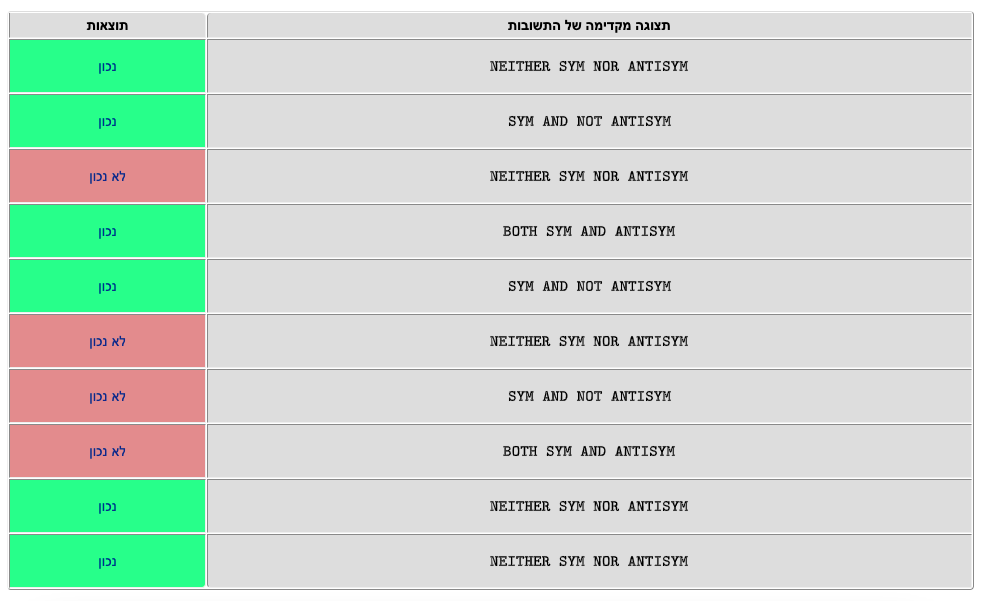 תצוגה מקדימה של התשובות תוצאות
NEITHER SYM NOR ANTISYM נכון
SYM AND NOT ANTISYM נכון
NEITHER SYM NOR ANTISYM לא נכון
BOTH SYM AND ANTISYM נכון
SYM AND NOT ANTISYM נכון
NEITHER SYM NOR ANTISYM לא נכון
SYM AND NOT ANTISYM לא נכון
BOTH SYM AND ANTISYM לא נכון
NEITHER SYM NOR ANTISYM נכון
NEITHER SYM NOR ANTISYM נכון